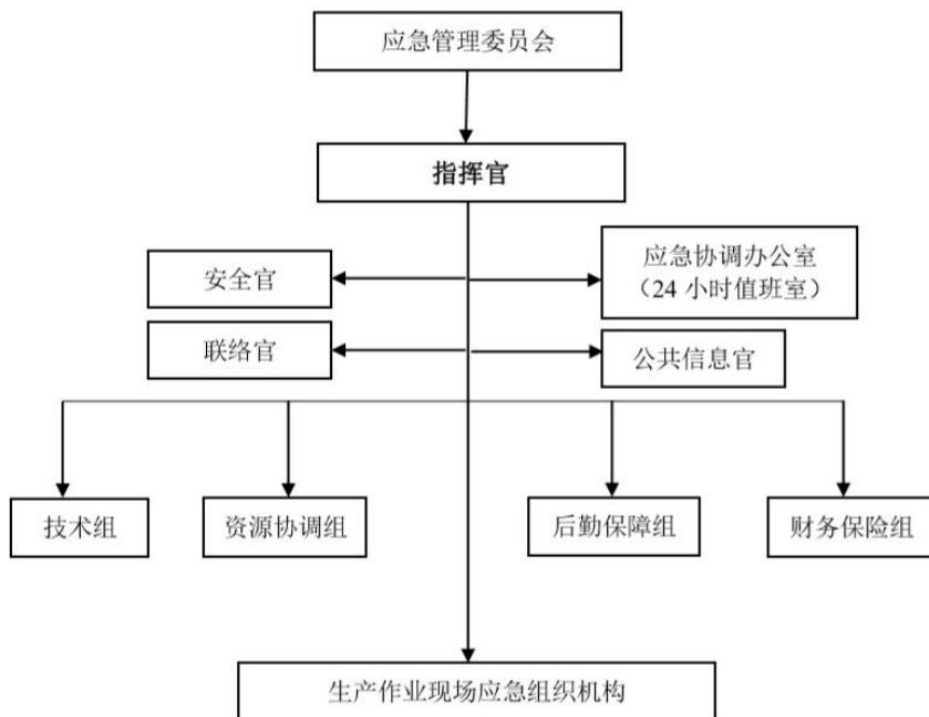 应急管理委员会
指挥官
安全官
应急协调办公室
（24 小时值班室）
联络官
公共信息官
技术组
资源协调组
后勤保障组
财务保险组
生产作业现场应急组织机构